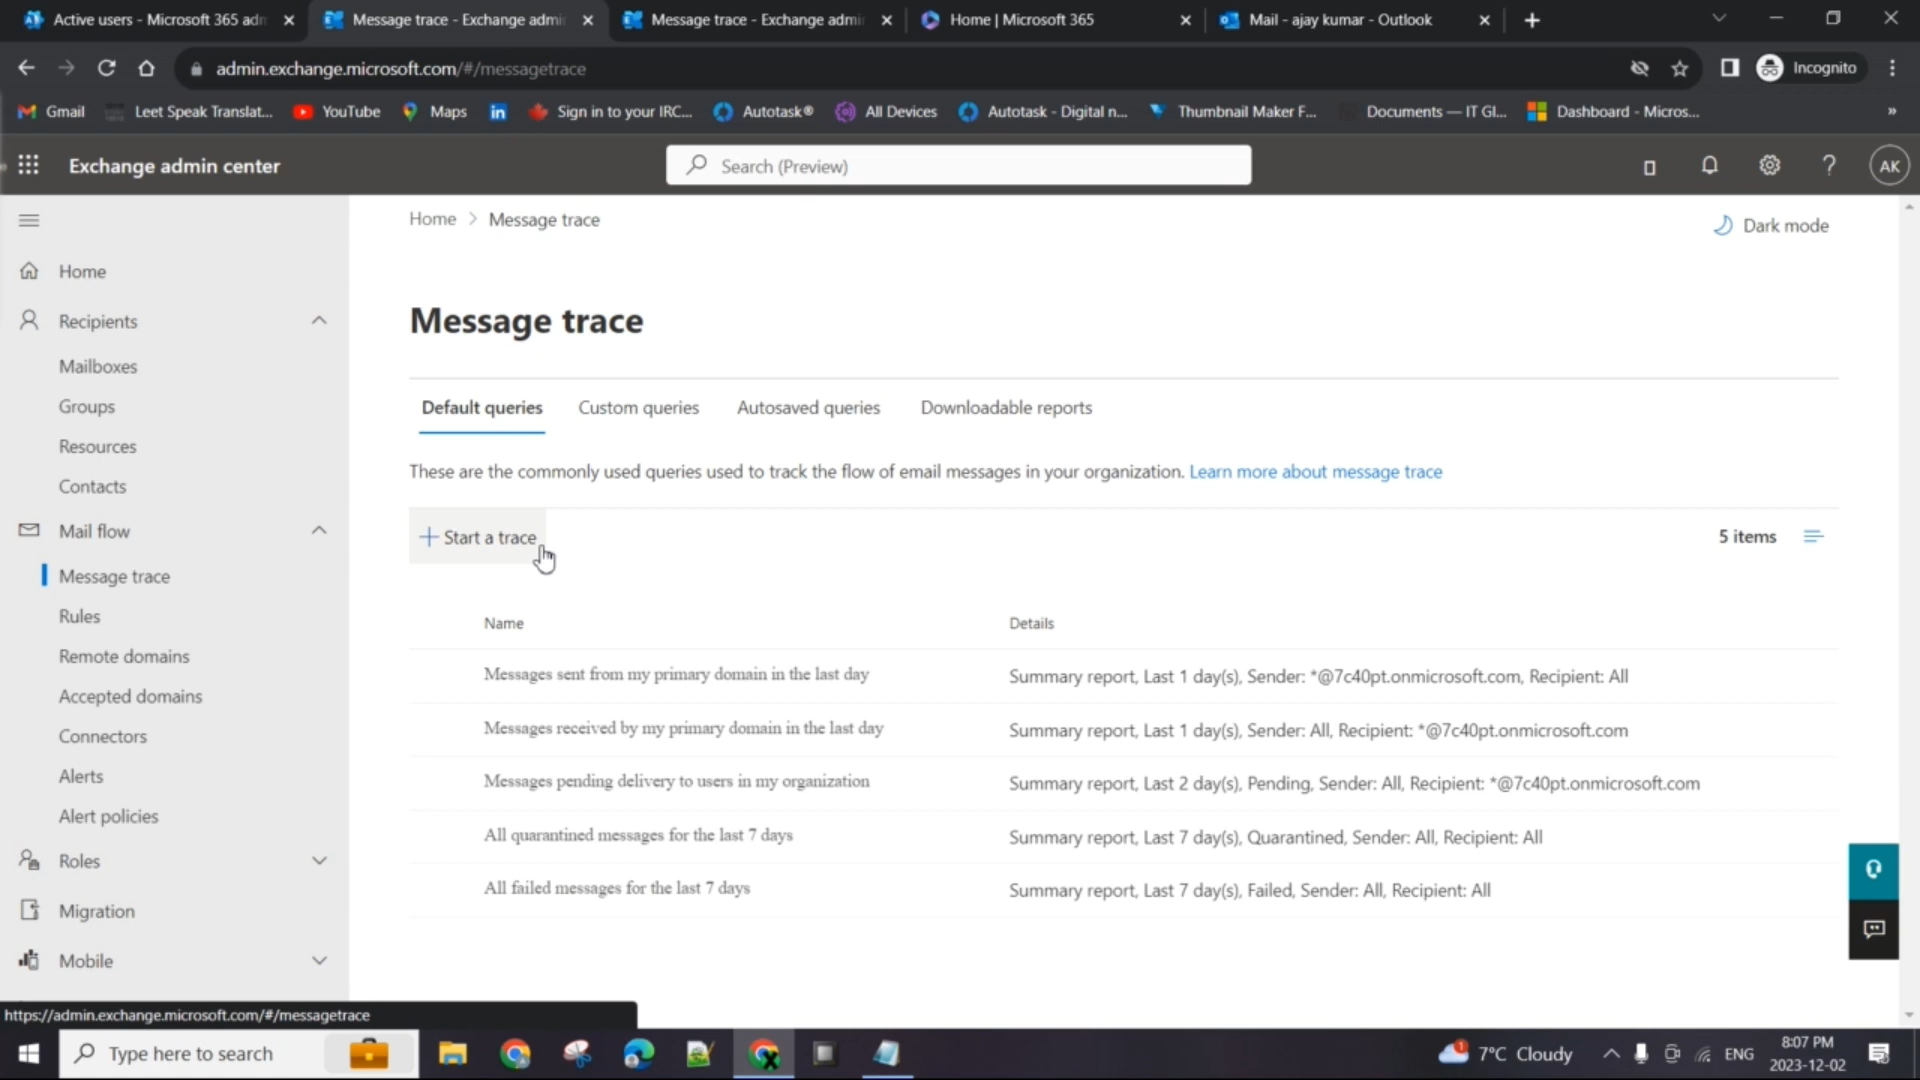 Active users - Microsoft 365 adm
Message trace - Exchange admi
Message trace - Exchange admi
Home | Microsoft 365
Mail - ajay kumar - Outlook
admin.exchange.microsoft.com/#/messagetrace
Incognito
Gmail
Leet Speak Translat...
YouTube
Maps
Sign in to your IRC...
Autotask®
All Devices
Autotask - Digital n...
Thumbnail Maker F...
Documents — IT Gl...
Dashboard - Micros...
»
Exchange admin center
Search (Preview)
AK
Home > Message trace
Dark mode
Home
Recipients
Mailboxes
Groups
Resources
Contacts
Mail flow
Message trace
Rules
Remote domains
Accepted domains
Connectors
Alerts
Alert policies
Roles
Migration
Mobile
Message trace
Default queries
Custom queries
Autosaved queries
Downloadable reports
These are the commonly used queries used to track the flow of email messages in your organization. Learn more about message trace
+ Start a trace
5 items
Name
Details
Messages sent from my primary domain in the last day
Summary report, Last 1 day(s), Sender: *@7c40pt.onmicrosoft.com, Recipient: All
Messages received by my primary domain in the last day
Summary report, Last 1 day(s), Sender: All, Recipient: *@7c40pt.onmicrosoft.com
Messages pending delivery to users in my organization
Summary report, Last 2 day(s), Pending, Sender: All, Recipient: *@7c40pt.onmicrosoft.com
All quarantined messages for the last 7 days
Summary report, Last 7 day(s), Quarantined, Sender: All, Recipient: All
All failed messages for the last 7 days
Summary report, Last 7 day(s), Failed, Sender: All, Recipient: All
https://admin.exchange.microsoft.com/#/messagetrace
Type here to search
7°C Cloudy
ENG
8:07 PM
2023-12-02